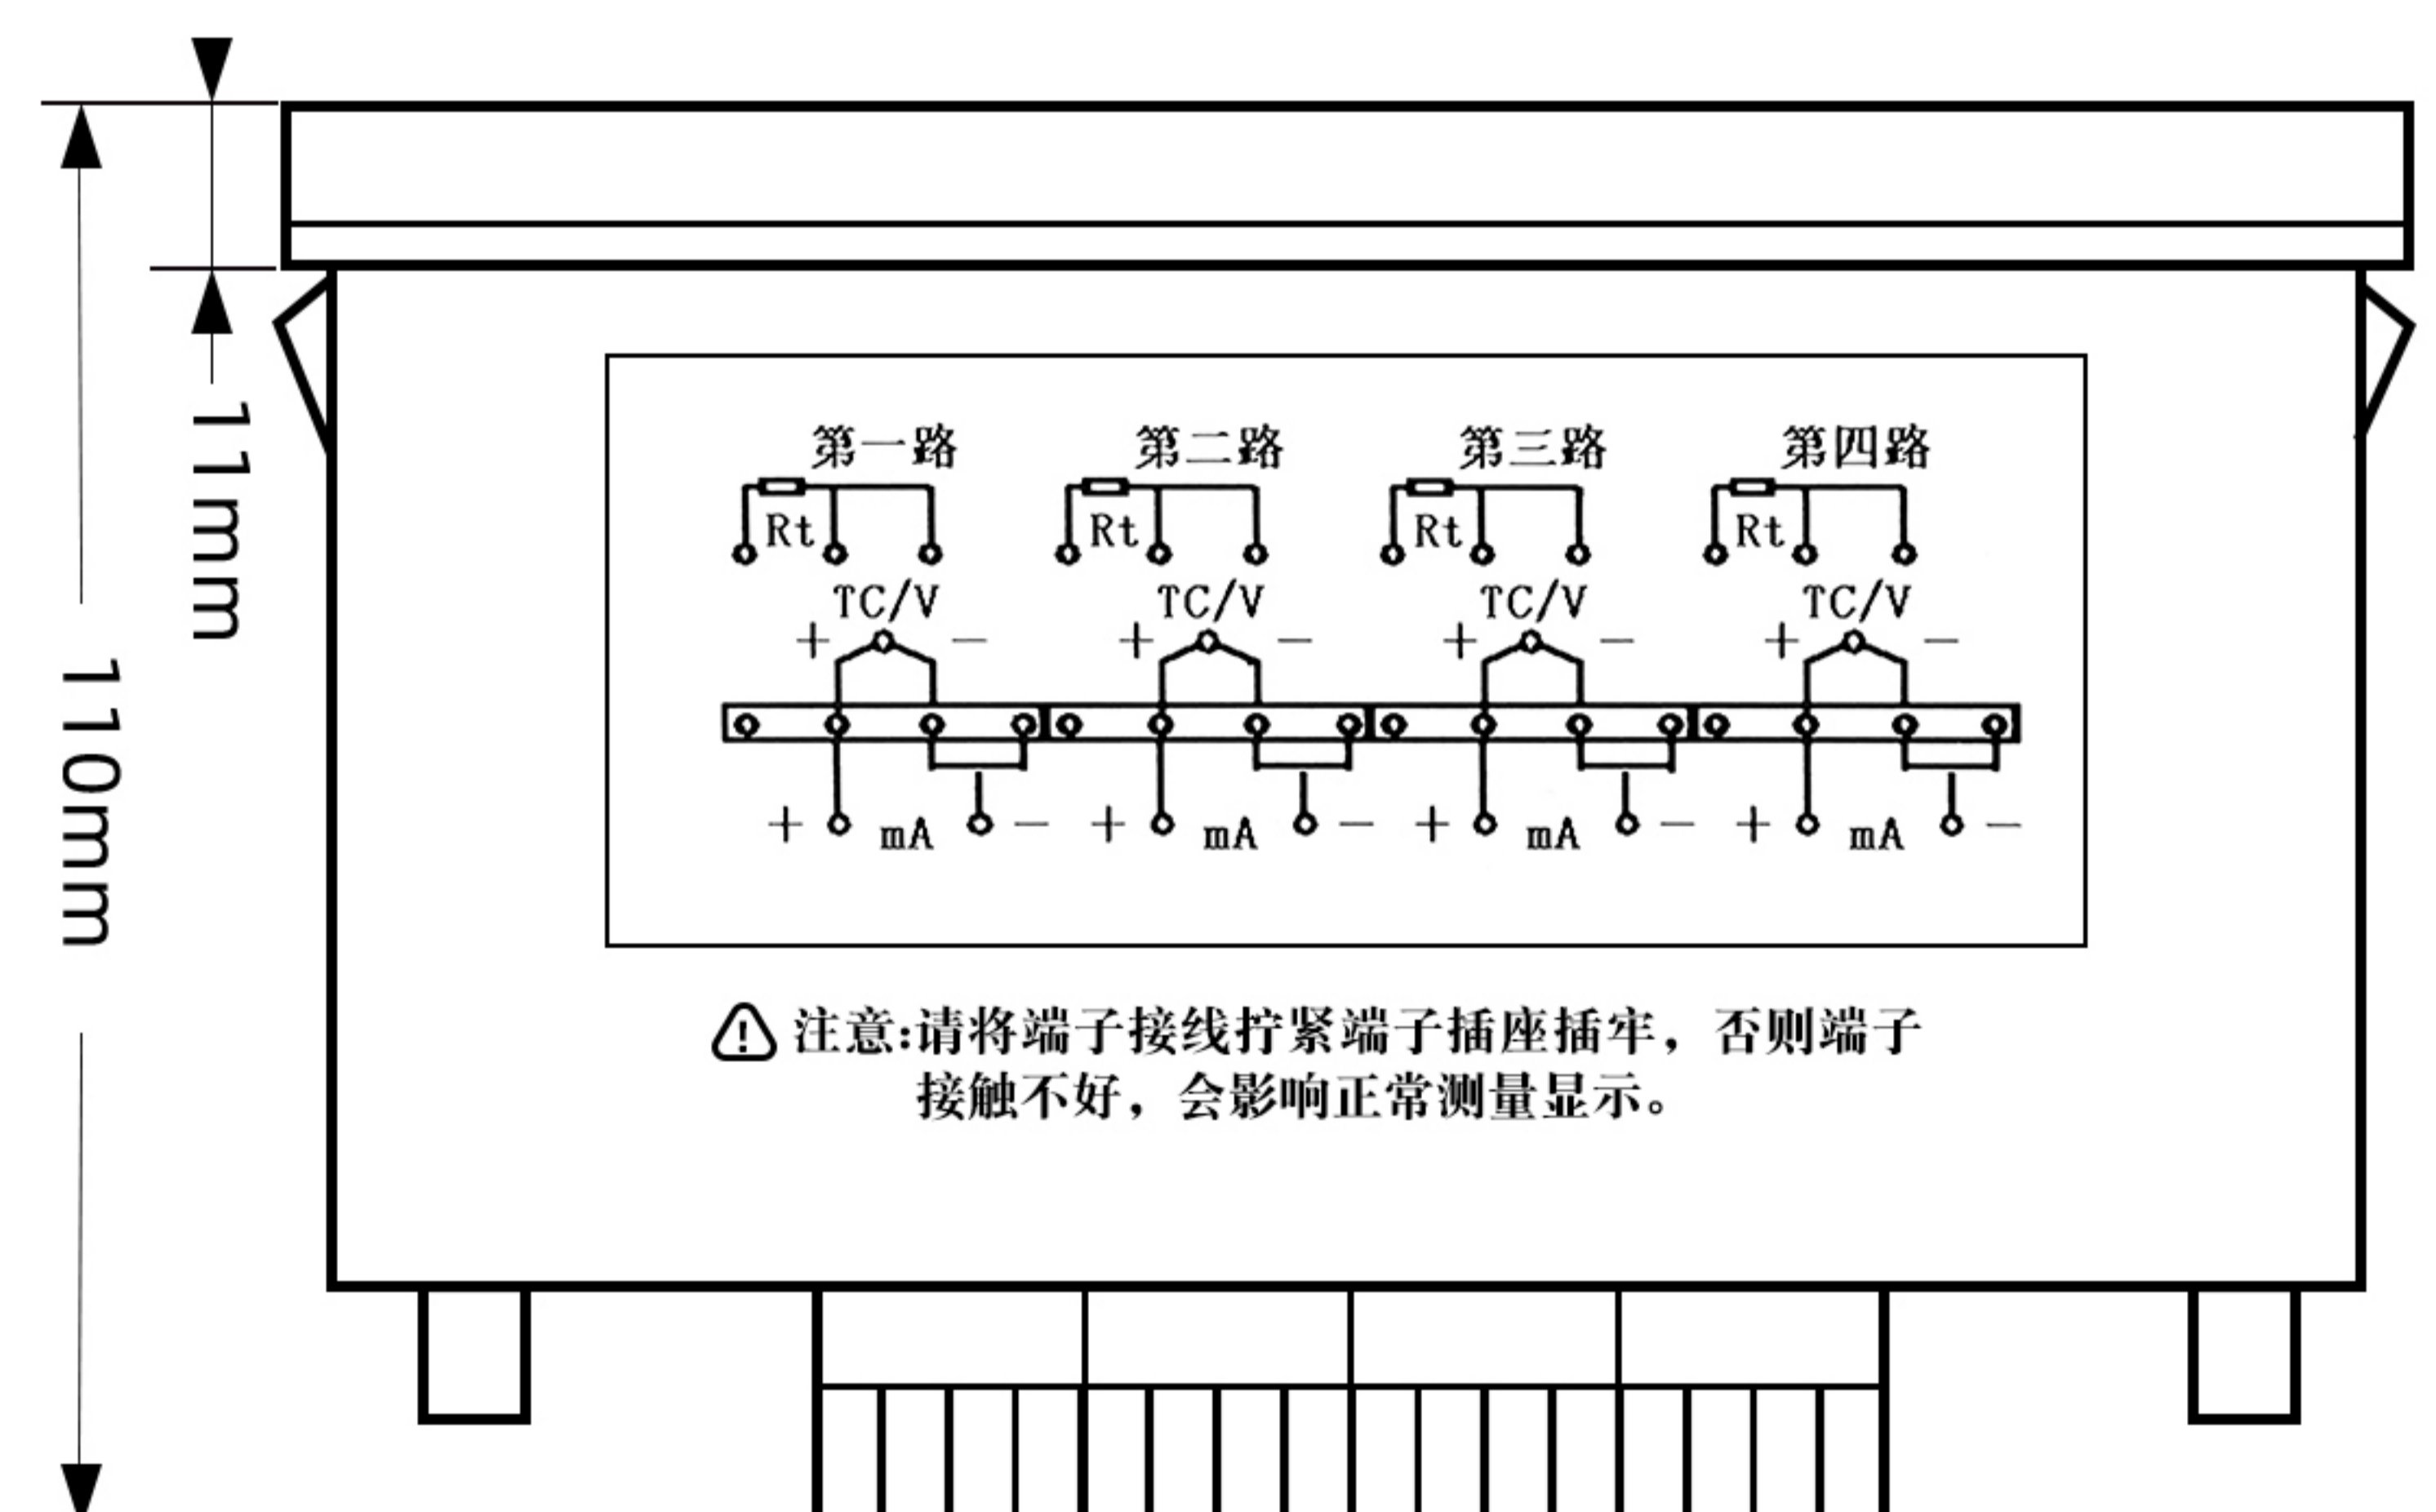 11mm
110mm
第一路 第二路 第三路 第四路
Rt Rt Rt Rt
TC/V TC/V TC/V TC/V
+ − + − + − + −
+ mA − + mA − + mA − + mA −
注意:请将端子接线拧紧端子插座插牢，否则端子
接触不好，会影响正常测量显示。